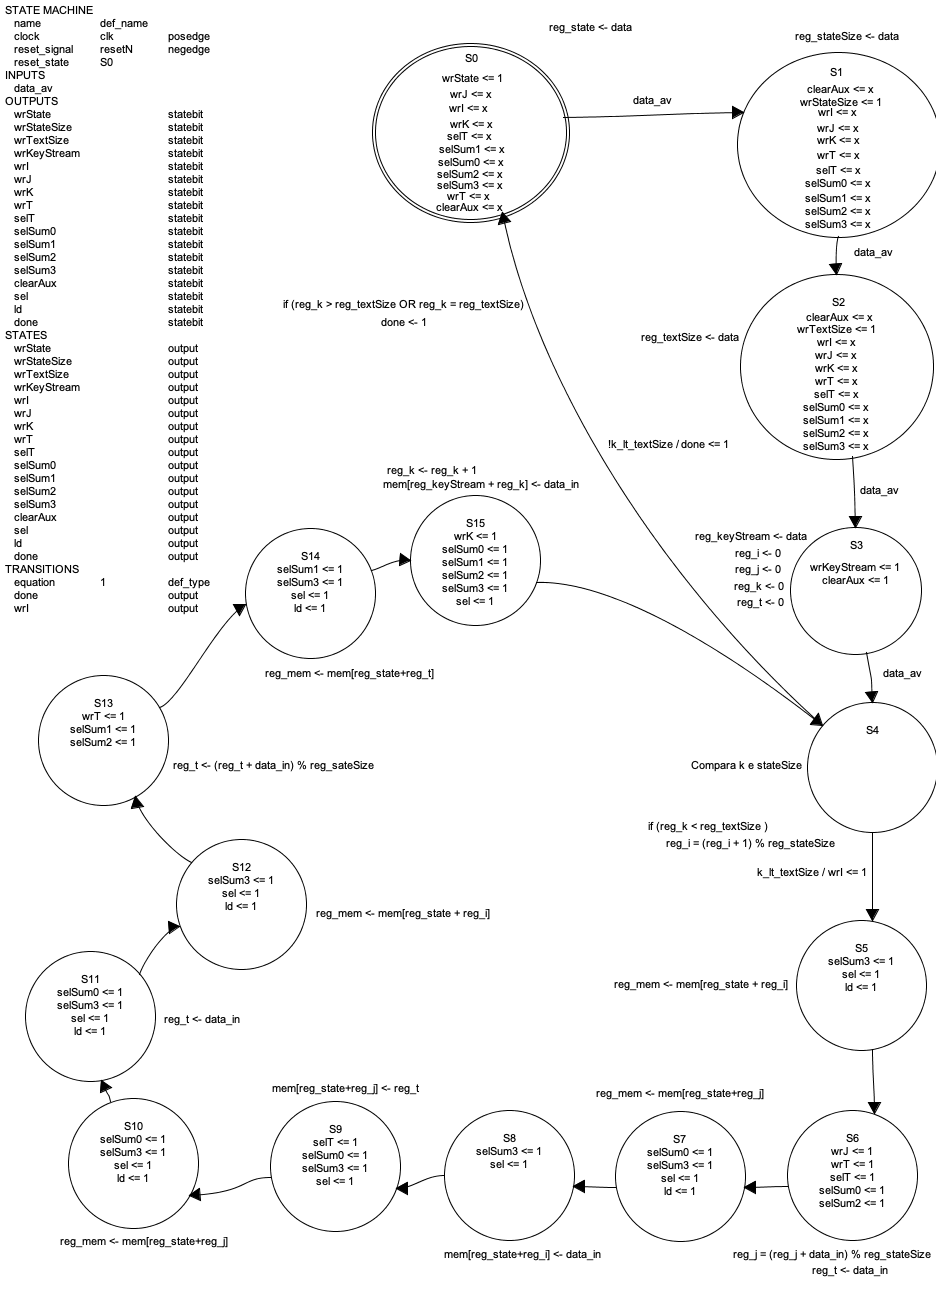 STATE MACHINE
name def_name
clock clk posedge
reset_signal resetN negedge
reset_state S0
INPUTS
data_av
OUTPUTS
wrState statebit
wrStateSize statebit
wrTextSize statebit
wrKeyStream statebit
wrI statebit
wrJ statebit
wrK statebit
wrT statebit
selT statebit
selSum0 statebit
selSum1 statebit
selSum2 statebit
selSum3 statebit
clearAux statebit
sel statebit
ld statebit
done statebit
STATES
wrState output
wrStateSize output
wrTextSize output
wrKeyStream output
wrI output
wrJ output
wrK output
wrT output
selT output
selSum0 output
selSum1 output
selSum2 output
selSum3 output
clearAux output
sel output
ld output
done output
TRANSITIONS
equation 1 def_type
done output
wrI output
reg_state <- data
S0
wrState <= 1
wrJ <= x
wrI <= x
wrK <= x
selT <= x
selSum1 <= x
selSum0 <= x
selSum2 <= x
selSum3 <= x
wrT <= x
clearAux <= x
data_av
reg_stateSize <- data
S1
clearAux <= x
wrStateSize <= 1
wrI <= x
wrJ <= x
wrK <= x
wrT <= x
selT <= x
selSum0 <= x
selSum1 <= x
selSum2 <= x
selSum3 <= x
data_av
reg_textSize <- data
S2
clearAux <= x
wrTextSize <= 1
wrI <= x
wrJ <= x
wrK <= x
wrT <= x
selT <= x
selSum0 <= x
selSum1 <= x
selSum2 <= x
selSum3 <= x
data_av
reg_keyStream <- data
reg_i <- 0
reg_j <- 0
reg_k <- 0
reg_t <- 0
S3
wrKeyStream <= 1
clearAux <= 1
data_av
S4
Compara k e stateSize
if (reg_k > reg_textSize OR reg_k = reg_textSize)
done <- 1
!k_lt_textSize / done <= 1
if (reg_k < reg_textSize )
reg_i = (reg_i + 1) % reg_stateSize
k_lt_textSize / wrI <= 1
S5
selSum3 <= 1
sel <= 1
ld <= 1
reg_mem <- mem[reg_state + reg_i]
S6
wrJ <= 1
wrT <= 1
selT <= 1
selSum0 <= 1
selSum2 <= 1
reg_j = (reg_j + data_in) % reg_stateSize
reg_t <- data_in
reg_mem <- mem[reg_state+reg_j]
S7
selSum0 <= 1
selSum3 <= 1
sel <= 1
ld <= 1
S8
selSum3 <= 1
sel <= 1
mem[reg_state+reg_i] <- data_in
mem[reg_state+reg_j] <- reg_t
S9
selT <= 1
selSum0 <= 1
selSum3 <= 1
sel <= 1
S10
selSum0 <= 1
selSum3 <= 1
sel <= 1
ld <= 1
reg_mem <- mem[reg_state+reg_j]
S11
selSum0 <= 1
selSum3 <= 1
sel <= 1
ld <= 1
reg_t <- data_in
S12
selSum3 <= 1
sel <= 1
ld <= 1
reg_mem <- mem[reg_state + reg_i]
S13
wrT <= 1
selSum1 <= 1
selSum2 <= 1
reg_t <- (reg_t + data_in) % reg_sateSize
S14
selSum1 <= 1
selSum3 <= 1
sel <= 1
ld <= 1
reg_mem <- mem[reg_state+reg_t]
reg_k <- reg_k + 1
mem[reg_keyStream + reg_k] <- data_in
S15
wrK <= 1
selSum0 <= 1
selSum1 <= 1
selSum2 <= 1
selSum3 <= 1
sel <= 1